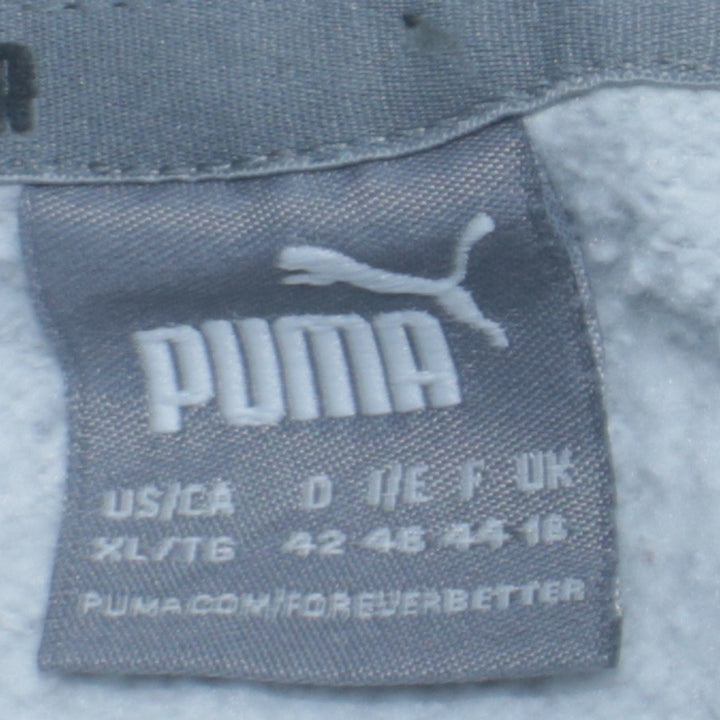 PUMA
US/CA D I/E F UK
XL/TG 42 46 44 16
PUMA.COM/FOREVERBETTER